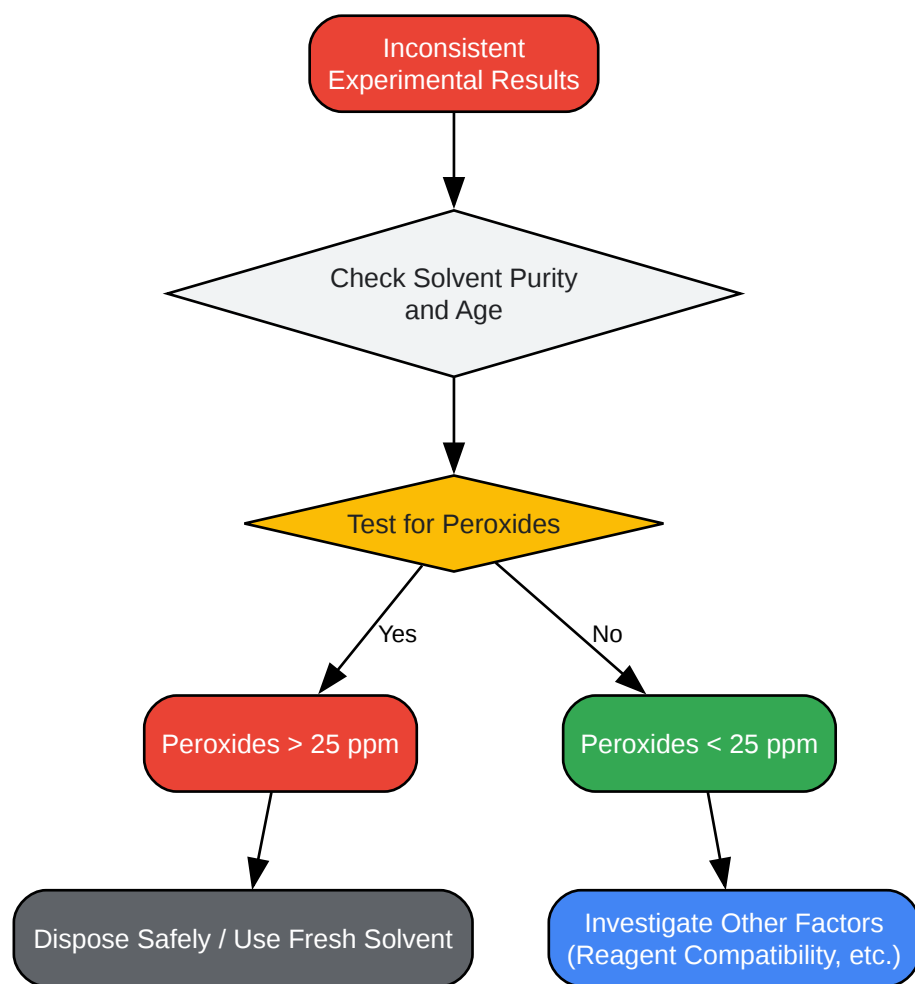 Inconsistent
Experimental Results
Check Solvent Purity
and Age
Test for Peroxides
Yes
No
Peroxides > 25 ppm
Peroxides < 25 ppm
Dispose Safely / Use Fresh Solvent
Investigate Other Factors
(Reagent Compatibility, etc.)